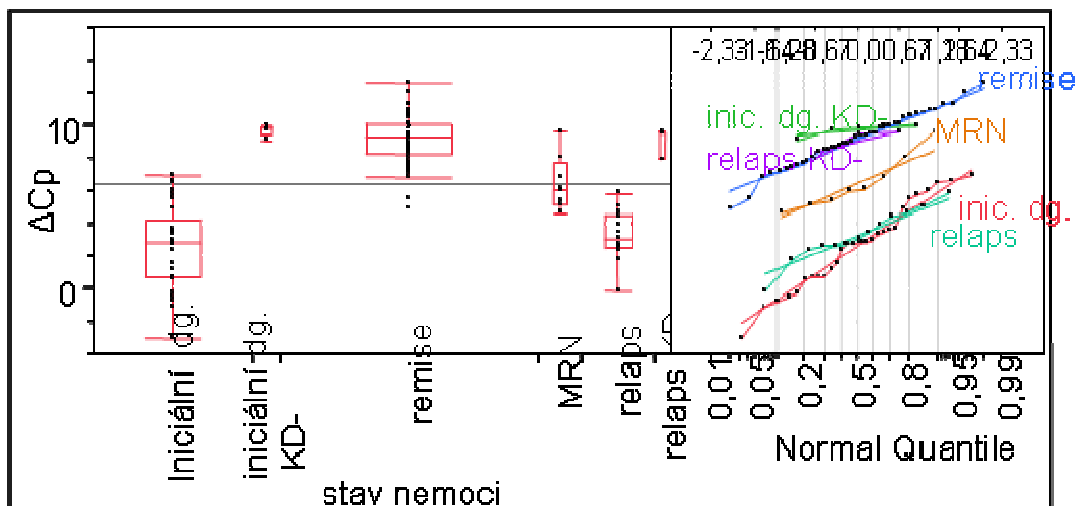 ΔCp
10
0
Iniciální dg.
iniciální dg.
KD-
remise
MRN
relaps
relaps
stav nemoci
-2,33
0,67
0,00
0,67
2,33
remise
inic. dg. KD-
MRN
relaps KD-
inic. dg.
relaps
0,01
0,05
0,2
0,5
0,8
0,95
0,99
Normal Quantile